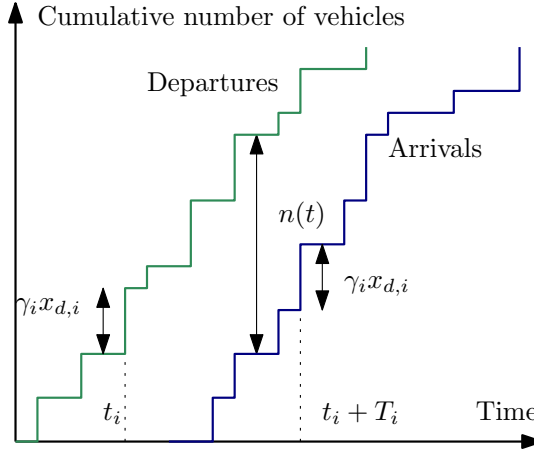 Cumulative number of vehicles
Departures
Arrivals
n(t)
γ_i x_{d,i}
γ_i x_{d,i}
t_i
t_i + T_i
Time